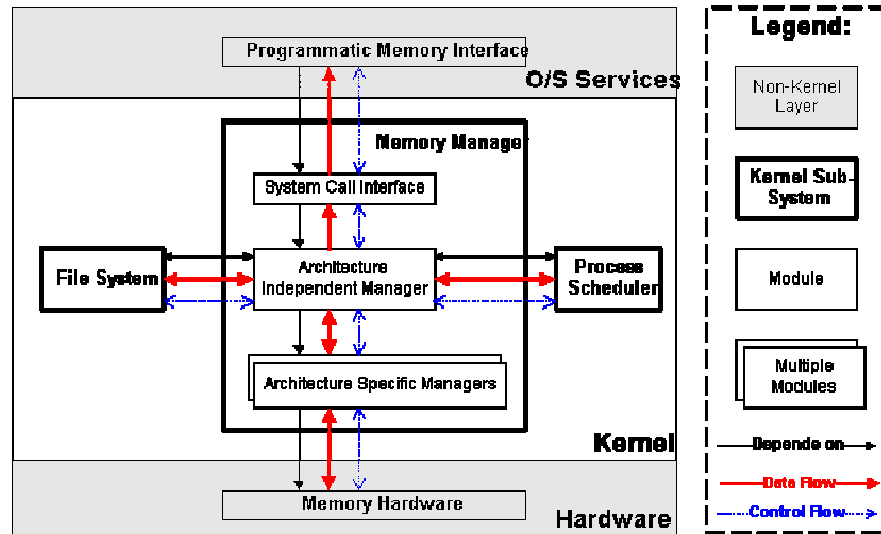 Programmatic Memory Interface
O/S Services
Memory Manager
System Call Interface
File System
Architecture
Independent Manager
Process
Scheduler
Architecture Specific Managers
Kernel
Memory Hardware
Hardware
Legend:
Non-Kernel
Layer
Kernel Sub-
System
Module
Multiple
Modules
Depends on
Data Flow
Control Flow